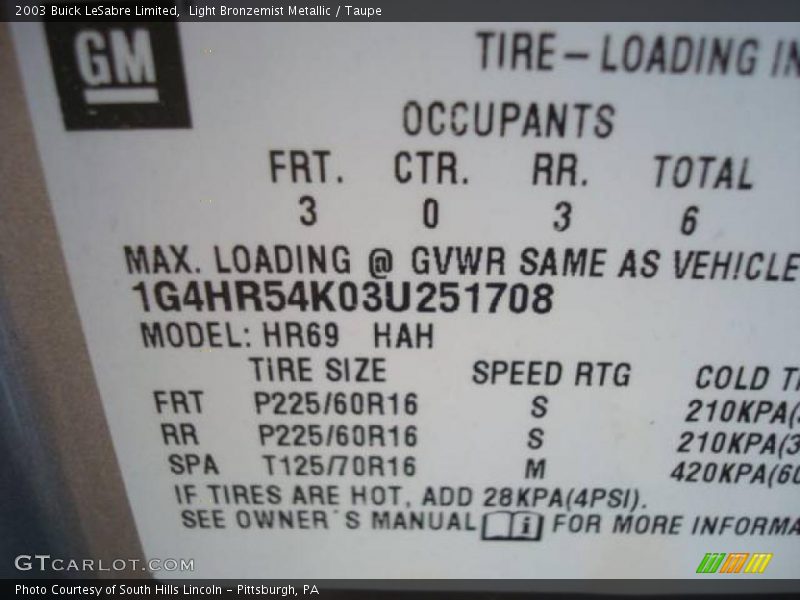 2003 Buick LeSabre Limited, Light Bronzemist Metallic / Taupe
GM
TIRE-LOADING IN
OCCUPANTS
FRT. CTR. RR. TOTAL
3 0 3 6
MAX. LOADING @ GVWR SAME AS VEHICLE
1G4HR54K03U251708
MODEL: HR69 HAH
TIRE SIZE SPEED RTG COLD TI
FRT P225/60R16 S 210KPA(3
RR P225/60R16 S 210KPA(3
SPA T125/70R16 M 420KPA(60
IF TIRES ARE HOT, ADD 28KPA(4PSI).
SEE OWNER'S MANUAL i FOR MORE INFORMA
GTCARLOT.COM
Photo Courtesy of South Hills Lincoln - Pittsburgh, PA